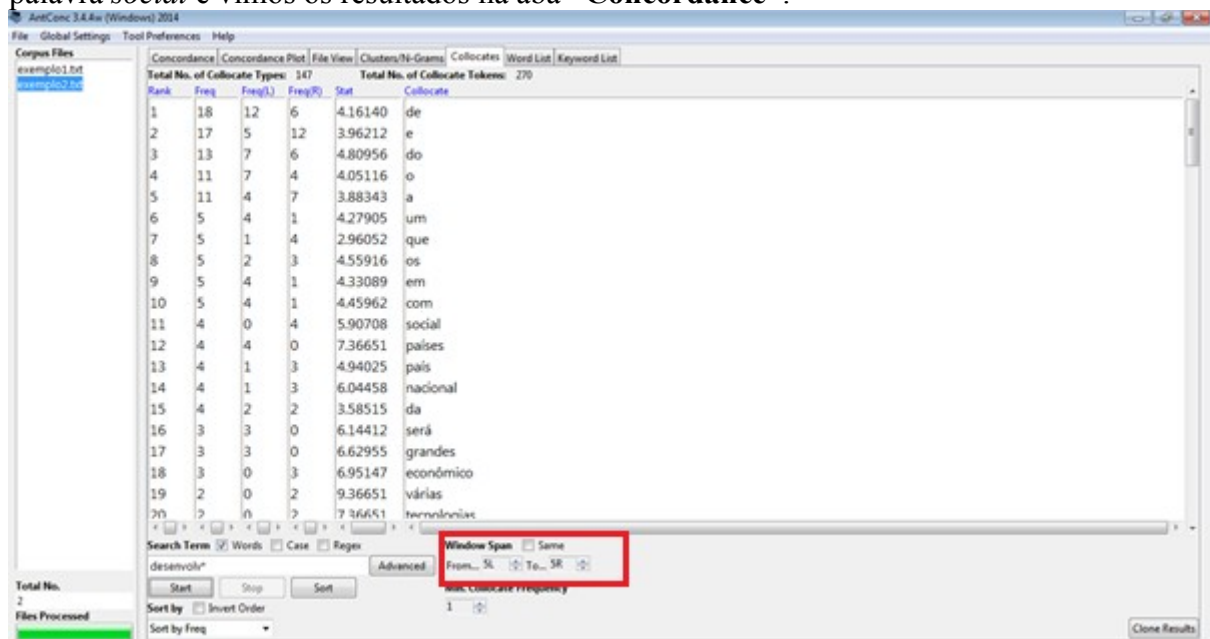 palavra social e vimos os resultados na aba "Concordance".
AntConc 3.4.4w (Windows) 2014
File Global Settings Tool Preferences Help
Corpus Files
exemplo1.txt
exemplo2.txt
Concordance Concordance Plot File View Clusters/N-Grams Collocates Word List Keyword List
Total No. of Collocate Types: 147 Total No. of Collocate Tokens: 270
Rank Freq Freq(L) Freq(R) Stat Collocate
1 18 12 6 4.16140 de
2 17 5 12 3.96212 e
3 13 7 6 4.80956 do
4 11 7 4 4.05116 o
5 11 4 7 3.88343 a
6 5 4 1 4.27905 um
7 5 1 4 2.96052 que
8 5 2 3 4.55916 os
9 5 4 1 4.33089 em
10 5 4 1 4.45962 com
11 4 0 4 5.90708 social
12 4 4 0 7.36651 países
13 4 1 3 4.94025 país
14 4 1 3 6.04458 nacional
15 4 2 2 3.58515 da
16 3 3 0 6.14412 será
17 3 3 0 6.62955 grandes
18 3 0 3 6.95147 económico
19 2 0 2 9.36651 várias
20 2 0 2 7.36651 tecnologias
Search Term Words Case Regex Window Span Same
desenvolv* Advanced From... 5L To... 5R
Start Stop Sort Min. Collocate Frequency
Total No.
2
Files Processed
Sort by Invert Order 1
Sort by Freq Clone Results